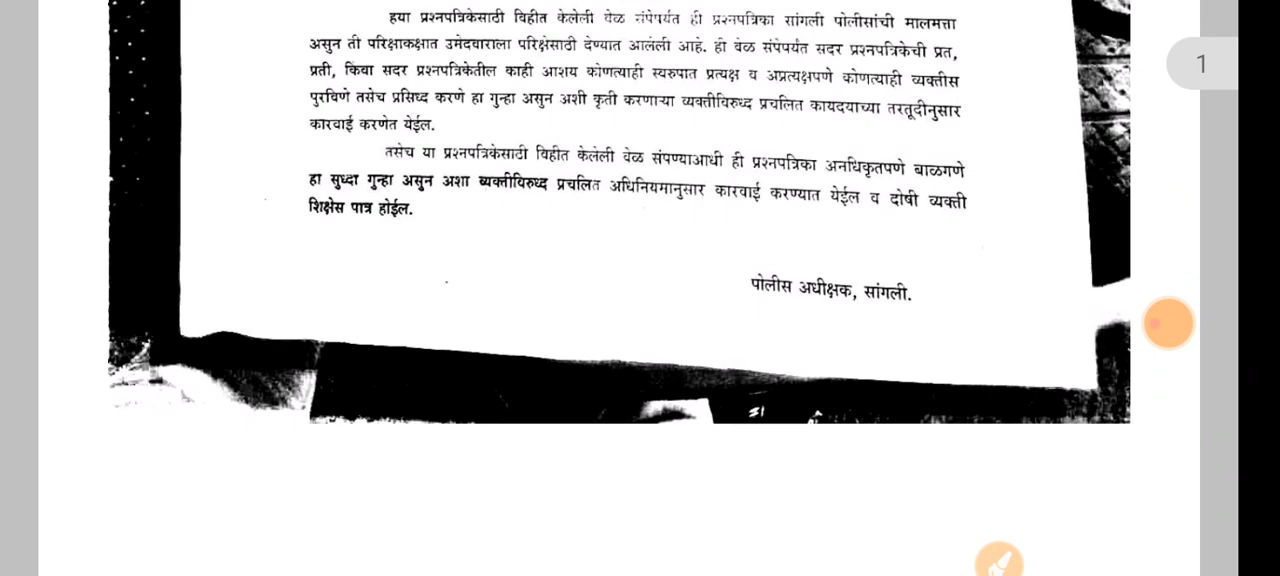 हया प्रश्नपत्रिकेसाठी विहीत केलेली वेळ संपेपर्यत ही प्रश्नपत्रिका सांगली पोलीसांची मालमत्ता
असुन ती परिक्षाकक्षात उमेदवाराला परिक्षेसाठी देण्यात आलेली आहे. ही वेळ संपेपर्यंत सदर प्रश्नपत्रिकेची प्रत,
प्रती, किंवा सदर प्रश्नपत्रिकेतील काही आशय कोणत्याही स्वरुपात प्रत्यक्ष व अप्रत्यक्षपणे कोणत्याही व्यक्तीस
पुरविणे तसेच प्रसिध्द करणे हा गुन्हा असुन अशी कृती करणाऱ्या व्यक्तीविरुध्द प्रचलित कायदयाच्या तरतूदीनुसार
कारवाई करणेत येईल.
तसेच या प्रश्नपत्रिकेसाठी विहीत केलेली वेळ संपण्याआधी ही प्रश्नपत्रिका अनधिकृतपणे बाळगणे
हा सुध्दा गुन्हा असुन अशा व्यक्तीविरुध्द प्रचलित अधिनियमानुसार कारवाई करण्यात येईल व दोषी व्यक्ती
शिक्षेस पात्र होईल.
पोलीस अधीक्षक, सांगली.
1